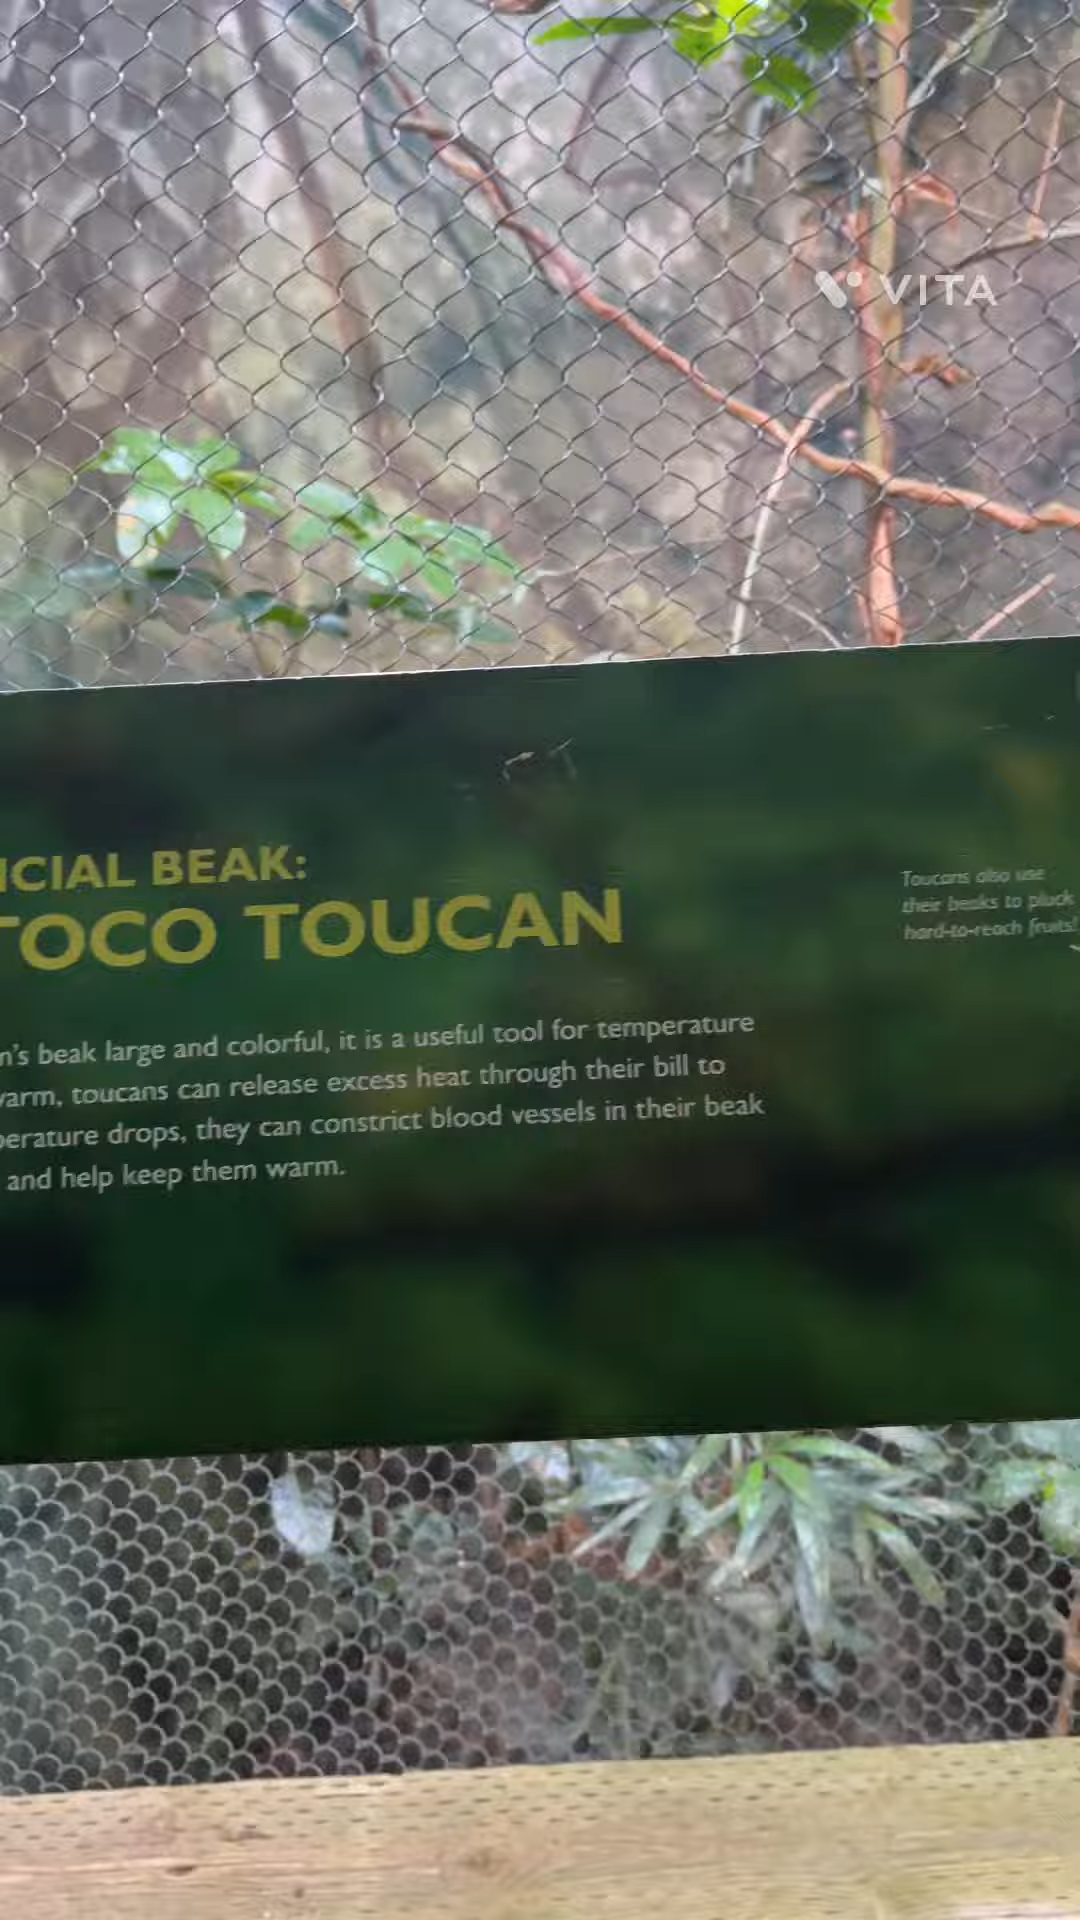 VITA
ICIAL BEAK:
TOCO TOUCAN
Toucans also use
their beaks to pluck
hard-to-reach fruits!
n's beak large and colorful, it is a useful tool for temperature
varm, toucans can release excess heat through their bill to
perature drops, they can constrict blood vessels in their beak
and help keep them warm.